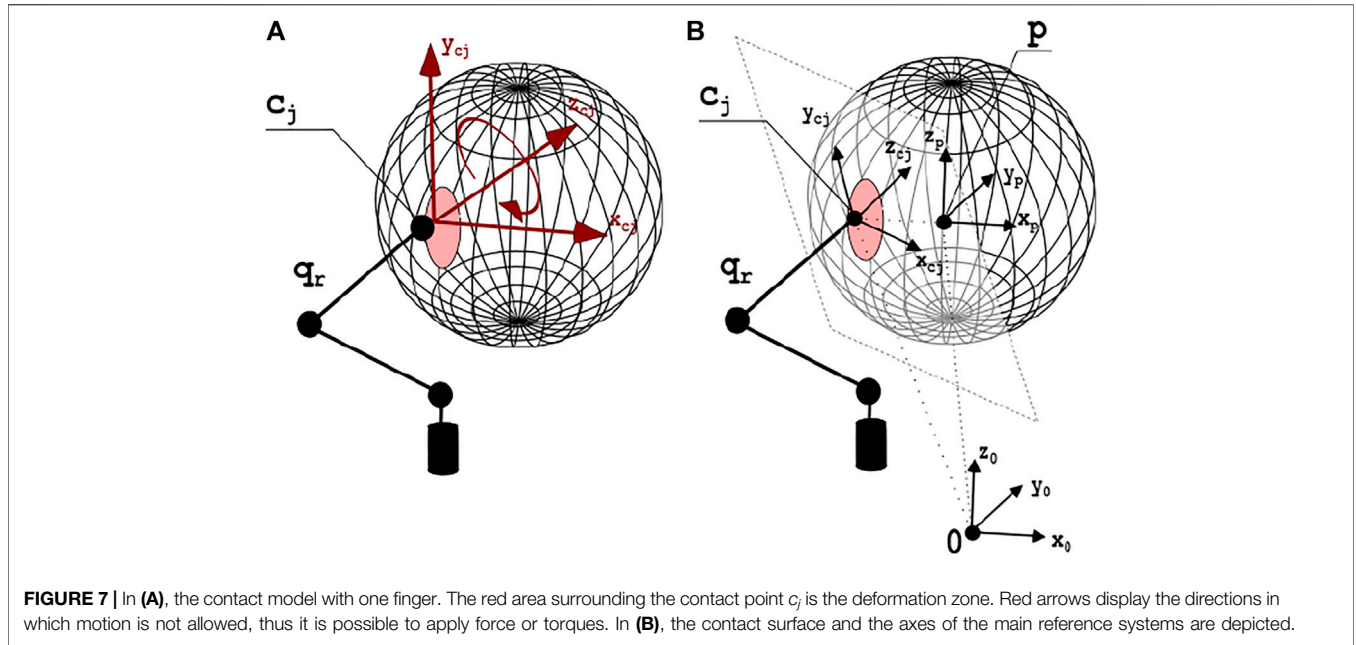 A
y_cj
c_j
z_cj
x_cj
q_r
B
p
c_j
y_cj
z_cj
z_p
y_p
x_p
x_cj
q_r
z_0
y_0
0
x_0
FIGURE 7 | In (A), the contact model with one finger. The red area surrounding the contact point c_j is the deformation zone. Red arrows display the directions in
which motion is not allowed, thus it is possible to apply force or torques. In (B), the contact surface and the axes of the main reference systems are depicted.